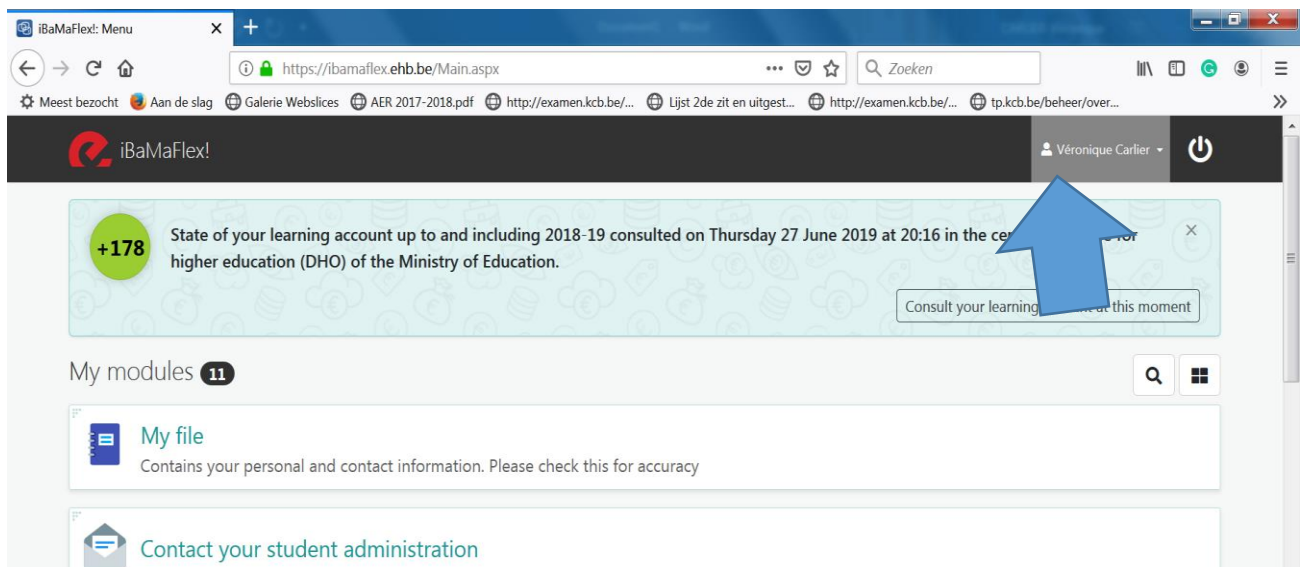 iBaMaFlex!: Menu
https://ibamaflex.ehb.be/Main.aspx
Zoeken
Meest bezocht Aan de slag Galerie Webslices AER 2017-2018.pdf http://examen.kcb.be/... Lijst 2de zit en uitgest... http://examen.kcb.be/... tp.kcb.be/beheer/over...
iBaMaFlex!
Véronique Carlier
+178
State of your learning account up to and including 2018-19 consulted on Thursday 27 June 2019 at 20:16 in the for
higher education (DHO) of the Ministry of Education.
Consult your learning at this moment
My modules 11
My file
Contains your personal and contact information. Please check this for accuracy
Contact your student administration